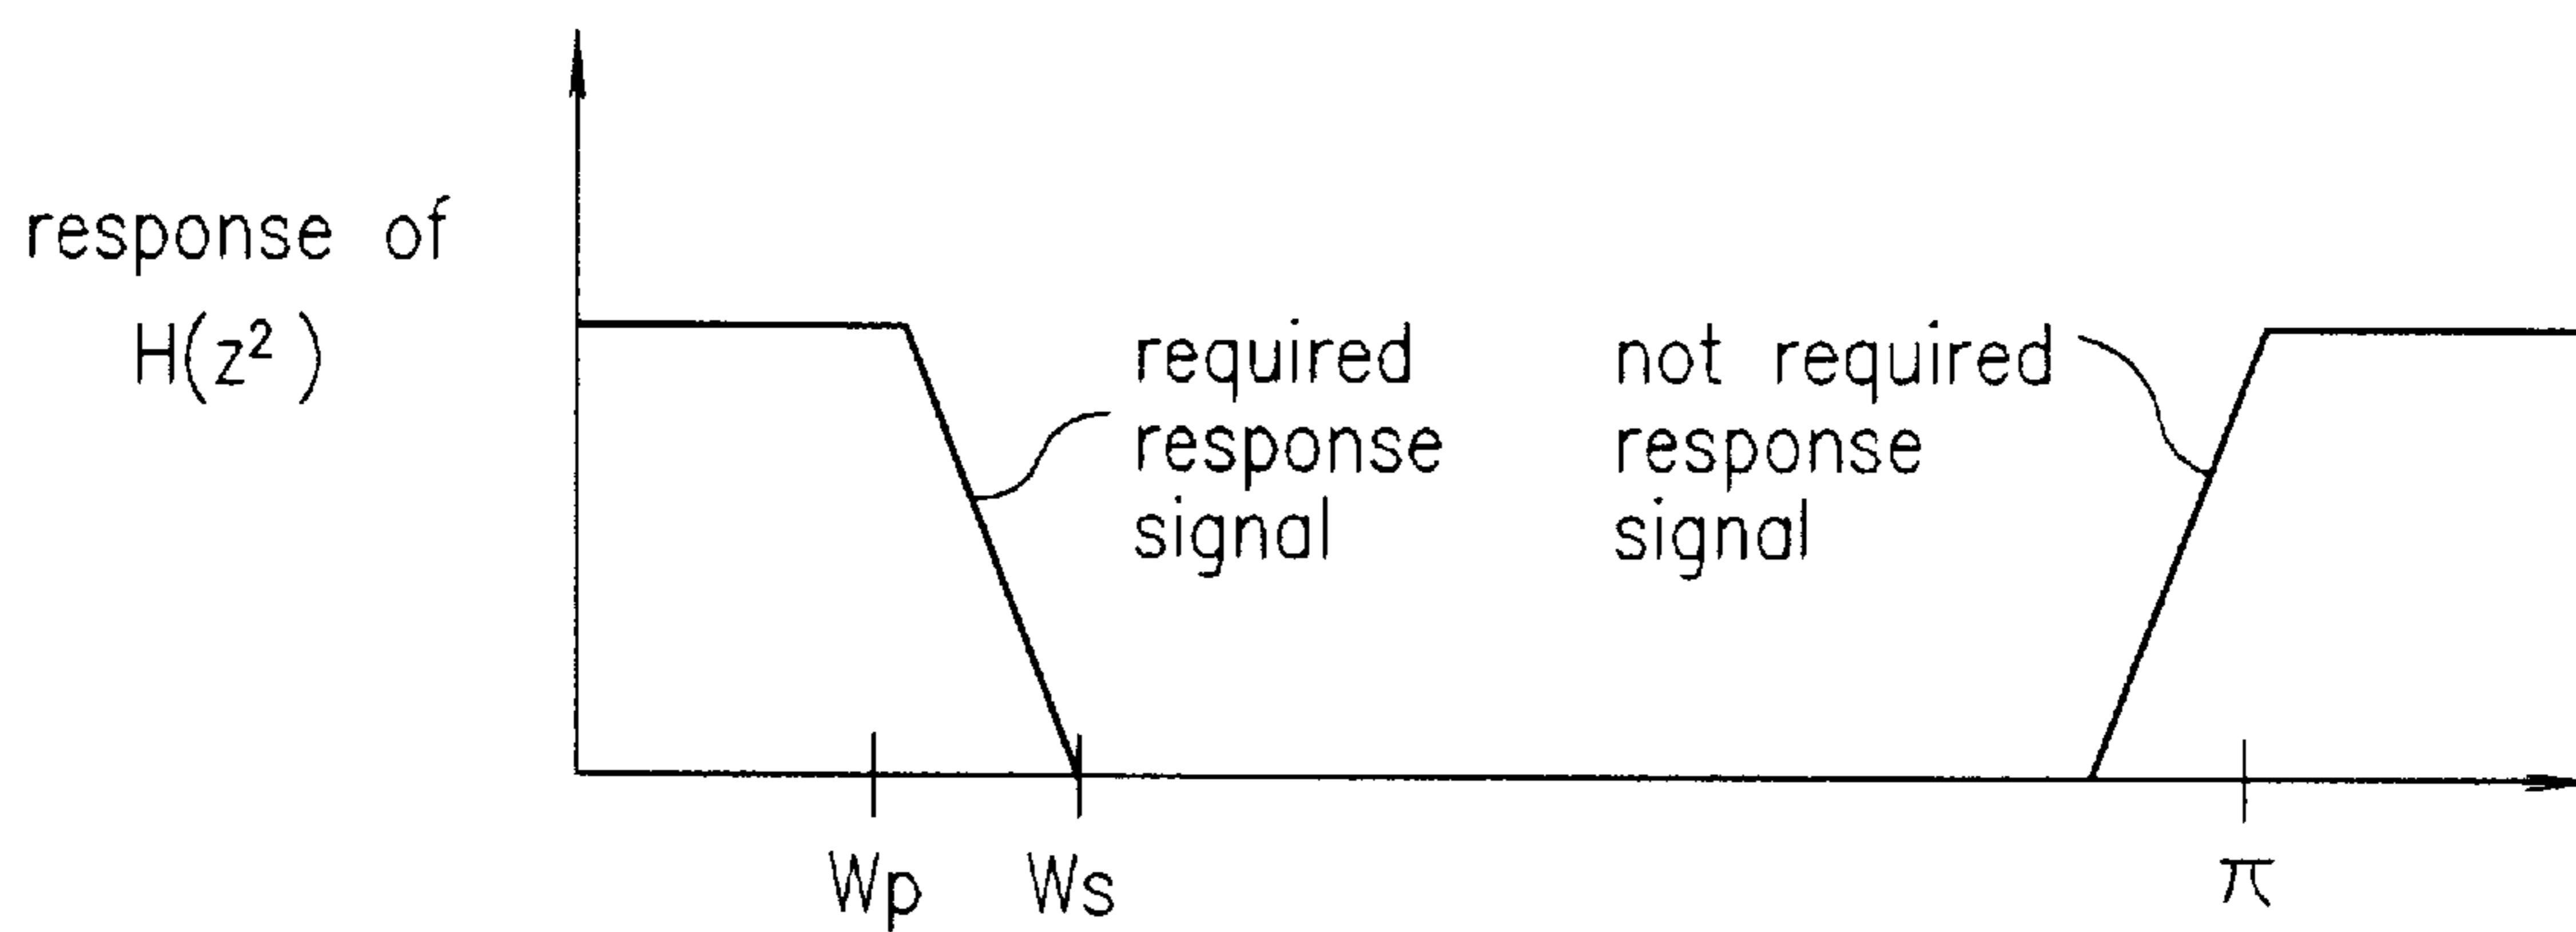 response of
H(z²)
required
response
signal
not required
response
signal
Wp
Ws
π